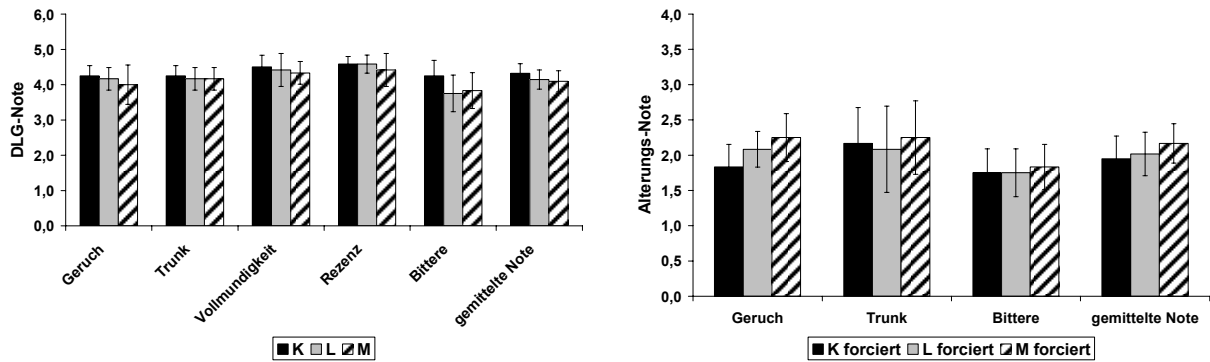 6,0
5,0
4,0
3,0
2,0
1,0
0,0
DLG-Note
Geruch
Trunk
Vollmundigkeit
Rezenz
Bittere
gemittelte Note
K L M
4,0
3,5
3,0
2,5
2,0
1,5
1,0
0,5
0,0
Alterungs-Note
Geruch Trunk Bittere gemittelte Note
K forciert L forciert M forciert